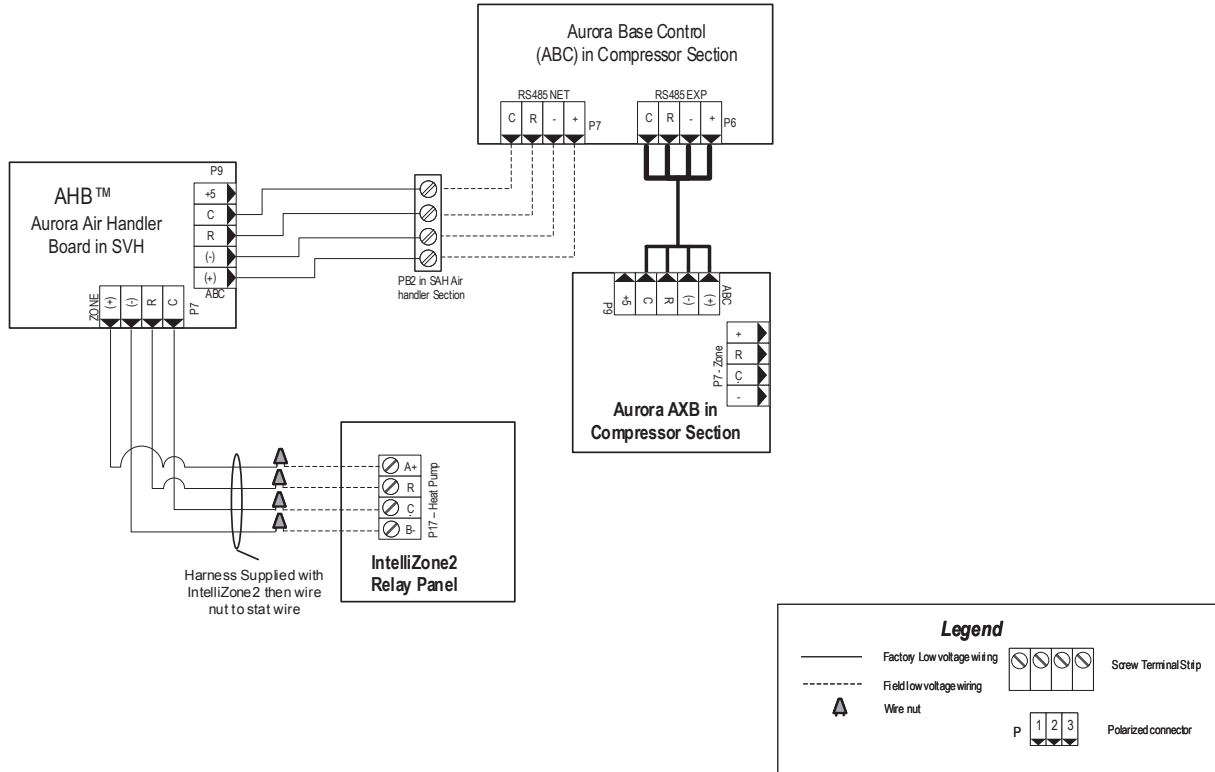 Aurora Base Control
(ABC) in Compressor Section
RS485 NET
RS485 EXP
C R - + P7
C R - + P6
P9
AHB™
Aurora Air Handler
Board in SVH
+5
C
R
(-)
(+)
ABC
ZONE (+) (-) R C P7
PB2 in SAH Air
handler Section
P9 +5 C R (-) (+) ABC
P7 - Zone
+
R
C
-
Aurora AXB in
Compressor Section
A+
R
C
B-
P17 – Heat Pump
IntelliZone2
Relay Panel
Harness Supplied with
IntelliZone2 then wire
nut to stat wire
Legend
Factory Low voltage wiring
Screw Terminal Strip
Field low voltage wiring
Wire nut
P 1 2 3
Polarized connector